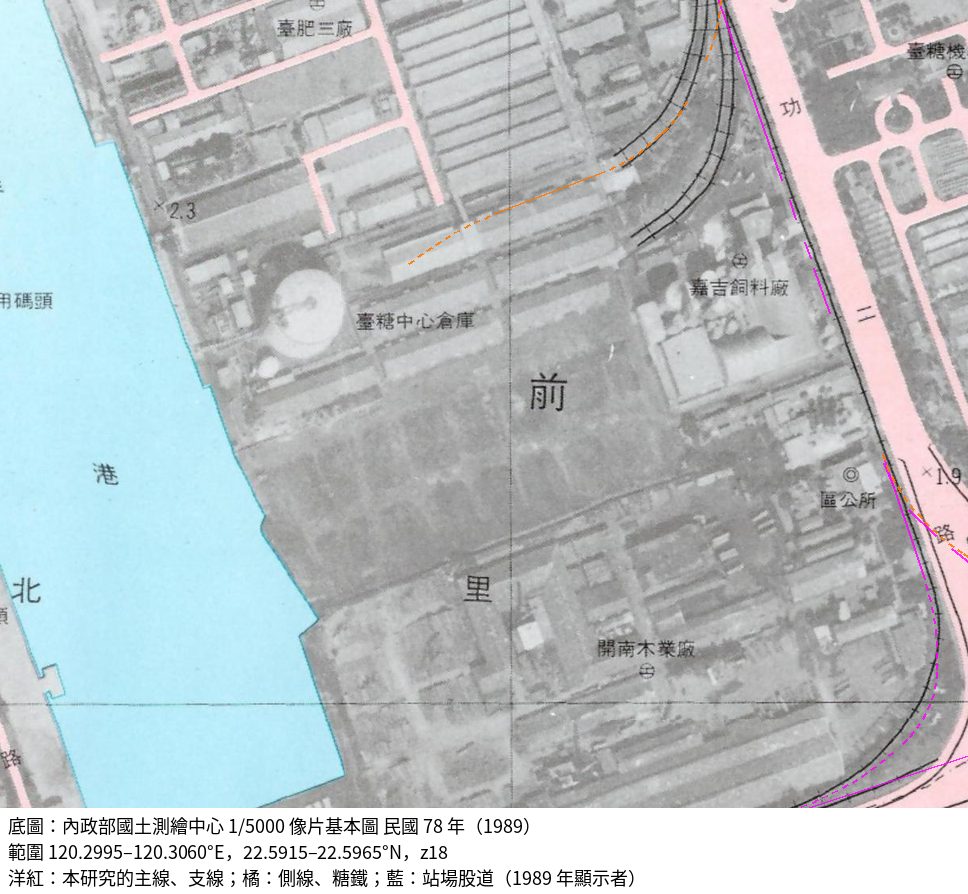 臺肥三廠
臺糖機
功
2.3
用碼頭
嘉吉飼料廠
二
臺糖中心倉庫
前
港
1.9
區公所
路
北
里
開南木業廠
路
底圖：內政部國土測繪中心 1/5000 像片基本圖 民國 78 年（1989）
範圍 120.2995–120.3060°E，22.5915–22.5965°N，z18
洋紅：本研究的主線、支線；橘：側線、糖鐵；藍：站場股道（1989 年顯示者）